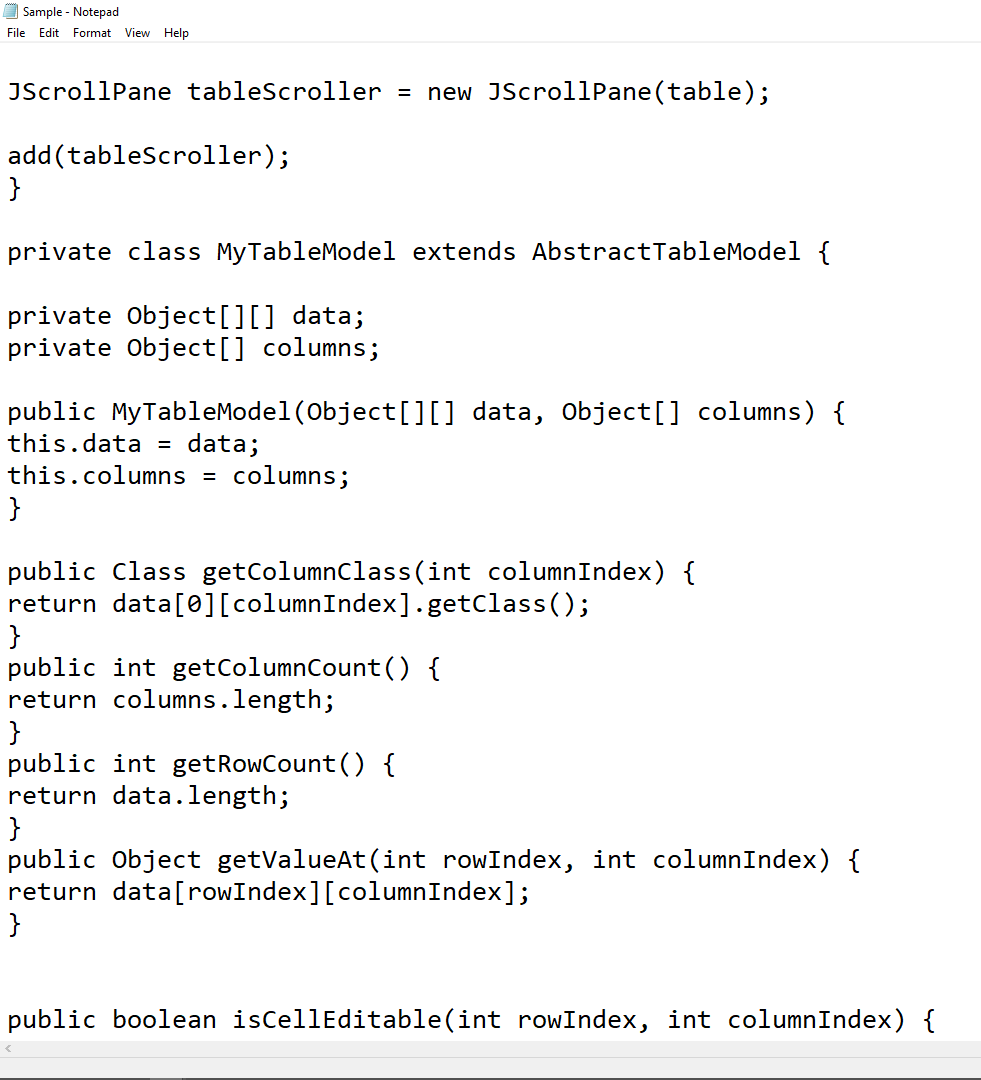 Sample - Notepad
File Edit Format View Help
JScrollPane tableScroller = new JScrollPane(table);
add(tableScroller);
}
private class MyTableModel extends AbstractTableModel {
private Object[][] data;
private Object[] columns;
public MyTableModel(Object[][] data, Object[] columns) {
this.data = data;
this.columns = columns;
}
public Class getColumnClass(int columnIndex) {
return data[0][columnIndex].getClass();
}
public int getColumnCount() {
return columns.length;
}
public int getRowCount() {
return data.length;
}
public Object getValueAt(int rowIndex, int columnIndex) {
return data[rowIndex][columnIndex];
}
public boolean isCellEditable(int rowIndex, int columnIndex) {